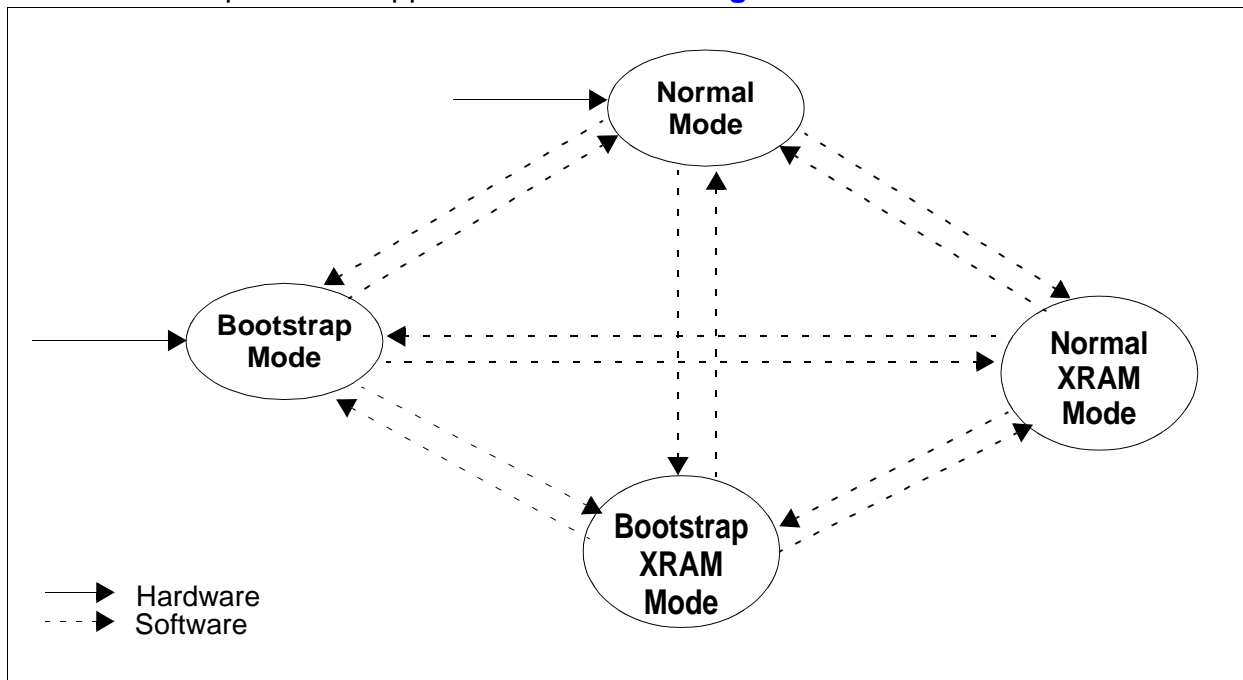 Normal
Mode
Bootstrap
Mode
Normal
XRAM
Mode
Bootstrap
XRAM
Mode
Hardware
Software